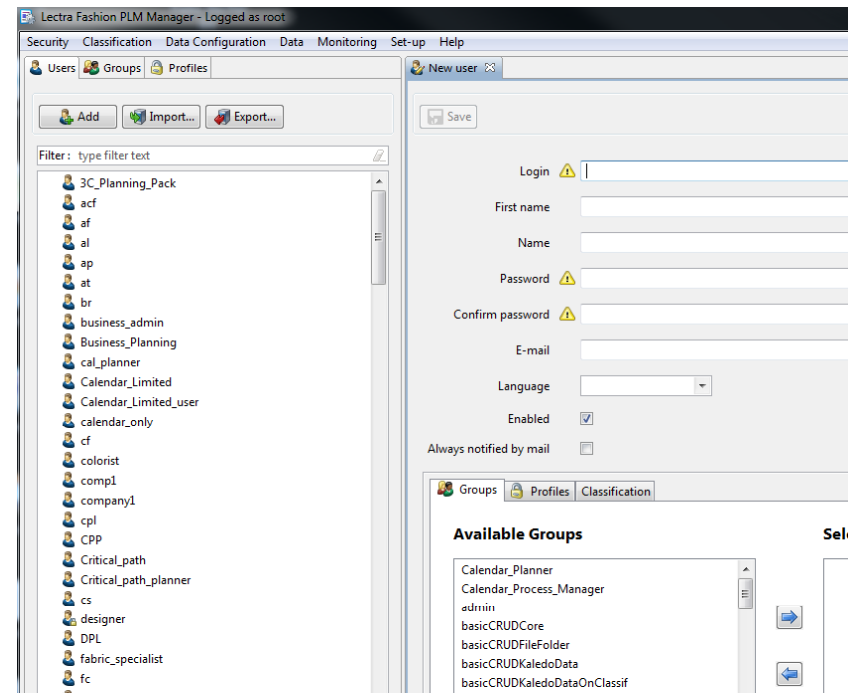 Lectra Fashion PLM Manager - Logged as root
Security Classification Data Configuration Data Monitoring Set-up Help
Users Groups Profiles
Add Import... Export...
Filter : type filter text
3C_Planning_Pack
acf
af
al
ap
at
br
business_admin
Business_Planning
cal_planner
Calendar_Limited
Calendar_Limited_user
calendar_only
cf
colorist
comp1
company1
cpl
CPP
Critical_path
Critical_path_planner
cs
designer
DPL
fabric_specialist
fc
New user
Save
Login
First name
Name
Password
Confirm password
E-mail
Language
Enabled
Always notified by mail
Groups Profiles Classification
Available Groups
Calendar_Planner
Calendar_Process_Manager
admin
basicCRUDCore
basicCRUDFileFolder
basicCRUDKaledoData
basicCRUDKaledoDataOnClassif
Sel